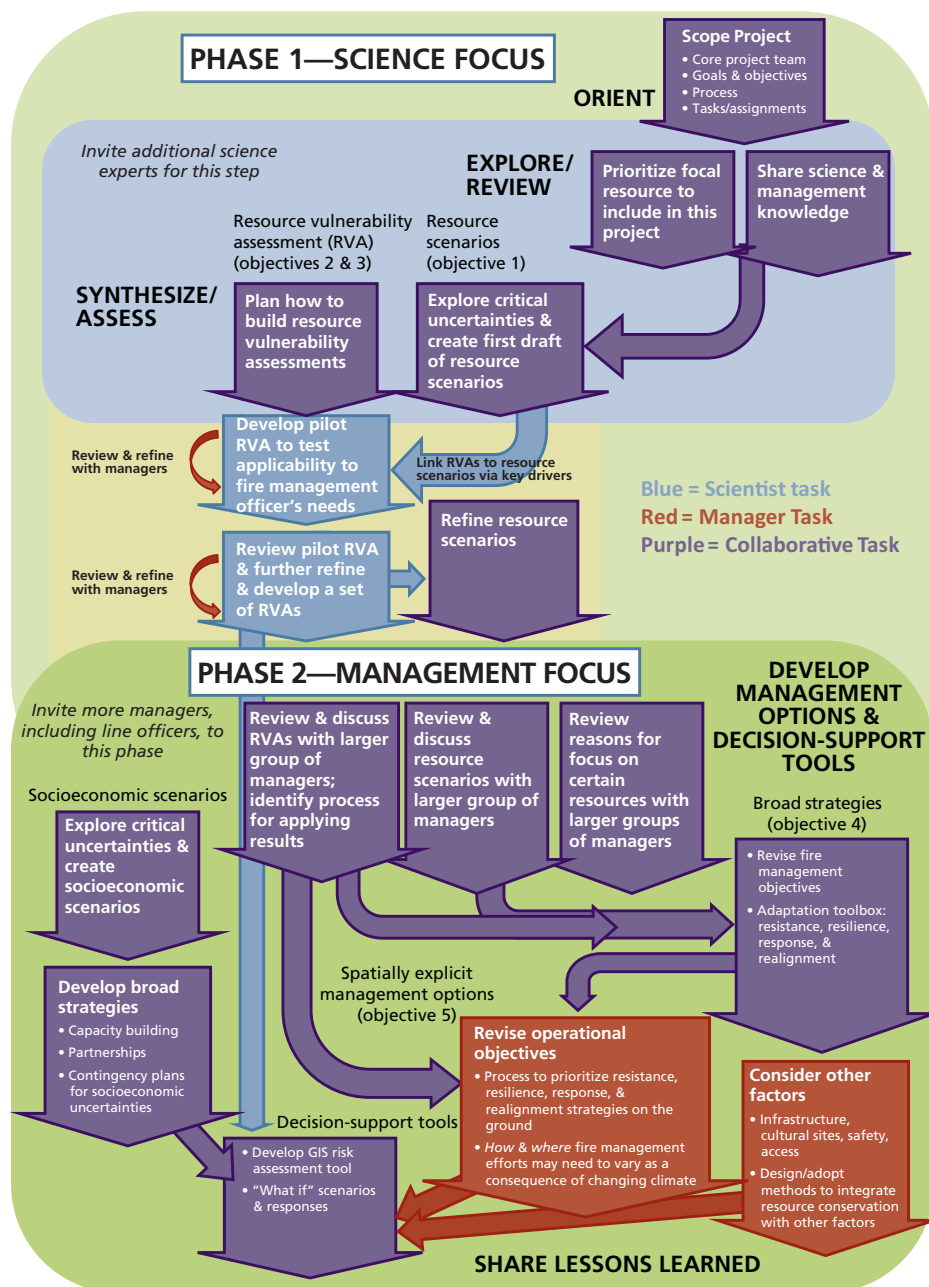 PHASE 1—SCIENCE FOCUS
Scope Project
• Core project team
• Goals & objectives
• Process
• Tasks/assignments
ORIENT
Invite additional science
experts for this step
EXPLORE/
REVIEW
Prioritize focal
resource to
include in this
project
Share science &
management
knowledge
Resource vulnerability
assessment (RVA)
(objectives 2 & 3)
Resource
scenarios
(objective 1)
SYNTHESIZE/
ASSESS
Plan how to
build resource
vulnerability
assessments
Explore critical
uncertainties &
create first draft
of resource
scenarios
Develop pilot
RVA to test
applicability to
fire management
officer's needs
Review & refine
with managers
Link RVAs to resource
scenarios via key drivers
Blue = Scientist task
Red = Manager Task
Purple = Collaborative Task
Refine resource
scenarios
Review pilot RVA
& further refine
& develop a set
of RVAs
Review & refine
with managers
PHASE 2—MANAGEMENT FOCUS
DEVELOP
MANAGEMENT
OPTIONS &
DECISION-SUPPORT
TOOLS
Invite more managers,
including line officers, to
this phase
Review & discuss
RVAs with larger
group of
managers;
identify process
for applying
results
Review &
discuss
resource
scenarios with
larger group of
managers
Review
reasons for
focus on
certain
resources with
larger groups
of managers
Socioeconomic scenarios
Explore critical
uncertainties &
create
socioeconomic
scenarios
Broad strategies
(objective 4)
• Revise fire
management
objectives
• Adaptation toolbox:
resistance, resilience,
response, &
realignment
Spatially explicit
management options
(objective 5)
Develop broad
strategies
• Capacity building
• Partnerships
• Contingency plans
for socioeconomic
uncertainties
Revise operational
objectives
• Process to prioritize resistance,
resilience, response, &
realignment strategies on the
ground
• How & where fire management
efforts may need to vary as a
consequence of changing climate
Consider other
factors
• Infrastructure,
cultural sites, safety,
access
• Design/adopt
methods to integrate
resource conservation
with other factors
Decision-support tools
• Develop GIS risk
assessment tool
• "What if" scenarios
& responses
SHARE LESSONS LEARNED